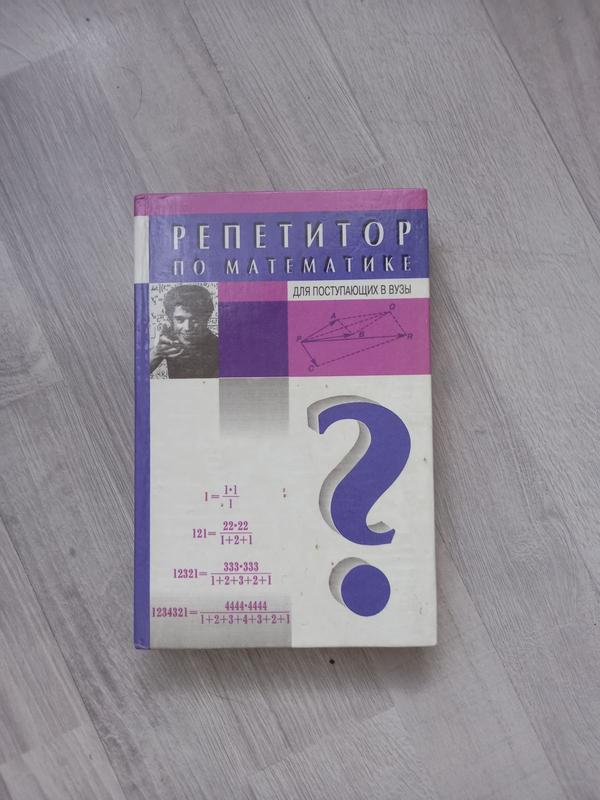 РЕПЕТИТОР
ПО МАТЕМАТИКЕ
ДЛЯ ПОСТУПАЮЩИХ В ВУЗЫ
A
O
P
B
R
C
1=1•1/1
121=22•22/1+2+1
12321=333•333/1+2+3+2+1
1234321=4444•4444/1+2+3+4+3+2+1
?